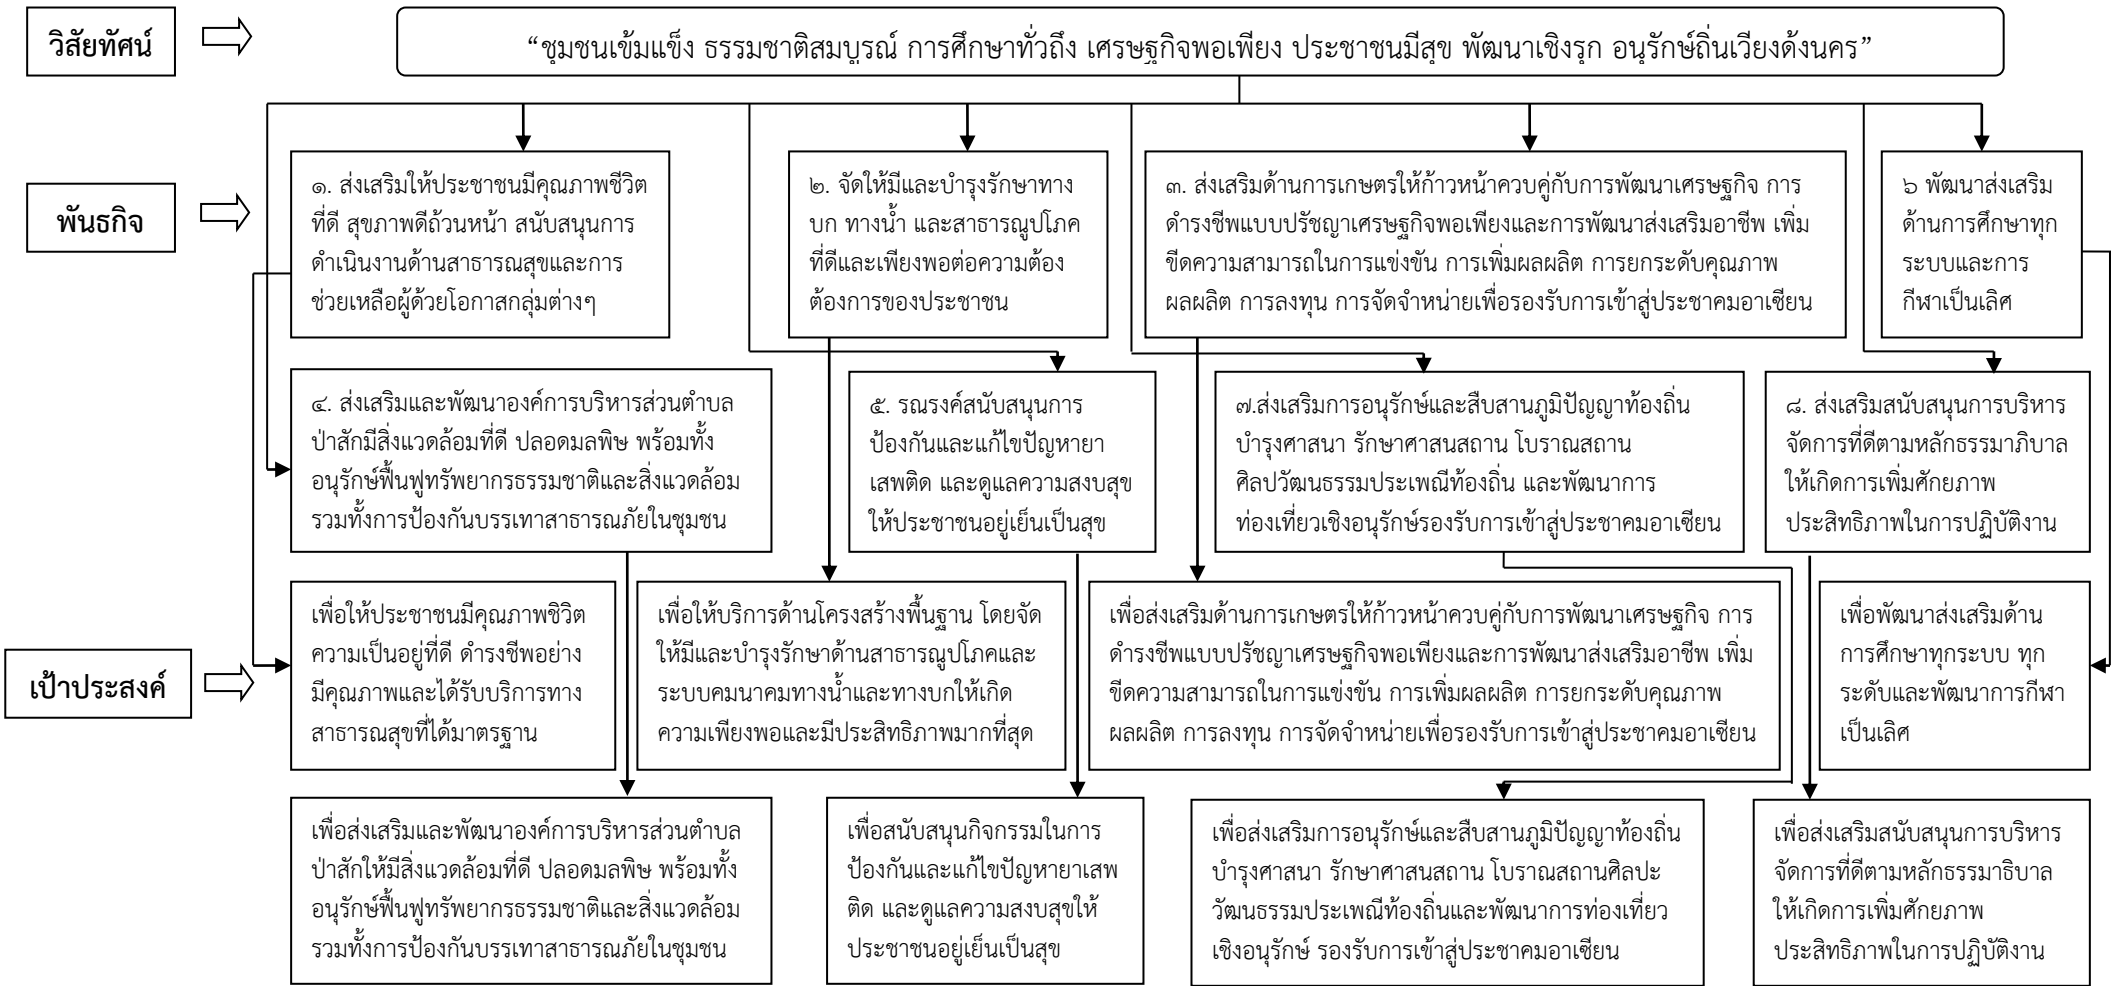 วิสัยทัศน์
“ชุมชนเข้มแข็ง ธรรมชาติสมบูรณ์ การศึกษาทั่วถึง เศรษฐกิจพอเพียง ประชาชนมีสุข พัฒนาเชิงรุก อนุรักษ์ถิ่นเวียงด้งนคร”
พันธกิจ
๑. ส่งเสริมให้ประชาชนมีคุณภาพชีวิต
ที่ดี สุขภาพดีถ้วนหน้า สนับสนุนการ
ดำเนินงานด้านสาธารณสุขและการ
ช่วยเหลือผู้ด้วยโอกาสกลุ่มต่างๆ
๒. จัดให้มีและบำรุงรักษาทาง
บก ทางน้ำ และสาธารณูปโภค
ที่ดีและเพียงพอต่อความต้อง
ต้องการของประชาชน
๓. ส่งเสริมด้านการเกษตรให้ก้าวหน้าควบคู่กับการพัฒนาเศรษฐกิจ การ
ดำรงชีพแบบปรัชญาเศรษฐกิจพอเพียงและการพัฒนาส่งเสริมอาชีพ เพิ่ม
ขีดความสามารถในการแข่งขัน การเพิ่มผลผลิต การยกระดับคุณภาพ
ผลผลิต การลงทุน การจัดจำหน่ายเพื่อรองรับการเข้าสู่ประชาคมอาเซียน
๖ พัฒนาส่งเสริม
ด้านการศึกษาทุก
ระบบและการ
กีฬาเป็นเลิศ
๔. ส่งเสริมและพัฒนาองค์การบริหารส่วนตำบล
ป่าสักมีสิ่งแวดล้อมที่ดี ปลอดมลพิษ พร้อมทั้ง
อนุรักษ์ฟื้นฟูทรัพยากรธรรมชาติและสิ่งแวดล้อม
รวมทั้งการป้องกันบรรเทาสาธารณภัยในชุมชน
๕. รณรงค์สนับสนุนการ
ป้องกันและแก้ไขปัญหายา
เสพติด และดูแลความสงบสุข
ให้ประชาชนอยู่เย็นเป็นสุข
๗.ส่งเสริมการอนุรักษ์และสืบสานภูมิปัญญาท้องถิ่น
บำรุงศาสนา รักษาศาสนสถาน โบราณสถาน
ศิลปวัฒนธรรมประเพณีท้องถิ่น และพัฒนาการ
ท่องเที่ยวเชิงอนุรักษ์รองรับการเข้าสู่ประชาคมอาเซียน
๘. ส่งเสริมสนับสนุนการบริหาร
จัดการที่ดีตามหลักธรรมาภิบาล
ให้เกิดการเพิ่มศักยภาพ
ประสิทธิภาพในการปฏิบัติงาน
เป้าประสงค์
เพื่อให้ประชาชนมีคุณภาพชิวิต
ความเป็นอยู่ที่ดี ดำรงชีพอย่าง
มีคุณภาพและได้รับบริการทาง
สาธารณสุขที่ได้มาตรฐาน
เพื่อให้บริการด้านโครงสร้างพื้นฐาน โดยจัด
ให้มีและบำรุงรักษาด้านสาธารณูปโภคและ
ระบบคมนาคมทางน้ำและทางบกให้เกิด
ความเพียงพอและมีประสิทธิภาพมากที่สุด
เพื่อส่งเสริมด้านการเกษตรให้ก้าวหน้าควบคู่กับการพัฒนาเศรษฐกิจ การ
ดำรงชีพแบบปรัชญาเศรษฐกิจพอเพียงและการพัฒนาส่งเสริมอาชีพ เพิ่ม
ขีดความสามารถในการแข่งขัน การเพิ่มผลผลิต การยกระดับคุณภาพ
ผลผลิต การลงทุน การจัดจำหน่ายเพื่อรองรับการเข้าสู่ประชาคมอาเซียน
เพื่อพัฒนาส่งเสริมด้าน
การศึกษาทุกระบบ ทุก
ระดับและพัฒนาการกีฬา
เป็นเลิศ
เพื่อส่งเสริมและพัฒนาองค์การบริหารส่วนตำบล
ป่าสักให้มีสิ่งแวดล้อมที่ดี ปลอดมลพิษ พร้อมทั้ง
อนุรักษ์ฟื้นฟูทรัพยากรธรรมชาติและสิ่งแวดล้อม
รวมทั้งการป้องกันบรรเทาสาธารณภัยในชุมชน
เพื่อสนับสนุนกิจกรรมในการ
ป้องกันและแก้ไขปัญหายาเสพ
ติด และดูแลความสงบสุขให้
ประชาชนอยู่เย็นเป็นสุข
เพื่อส่งเสริมการอนุรักษ์และสืบสานภูมิปัญญาท้องถิ่น
บำรุงศาสนา รักษาศาสนสถาน โบราณสถานศิลปะ
วัฒนธรรมประเพณีท้องถิ่นและพัฒนาการท่องเที่ยว
เชิงอนุรักษ์ รองรับการเข้าสู่ประชาคมอาเซียน
เพื่อส่งเสริมสนับสนุนการบริหาร
จัดการที่ดีตามหลักธรรมาธิบาล
ให้เกิดการเพิ่มศักยภาพ
ประสิทธิภาพในการปฏิบัติงาน